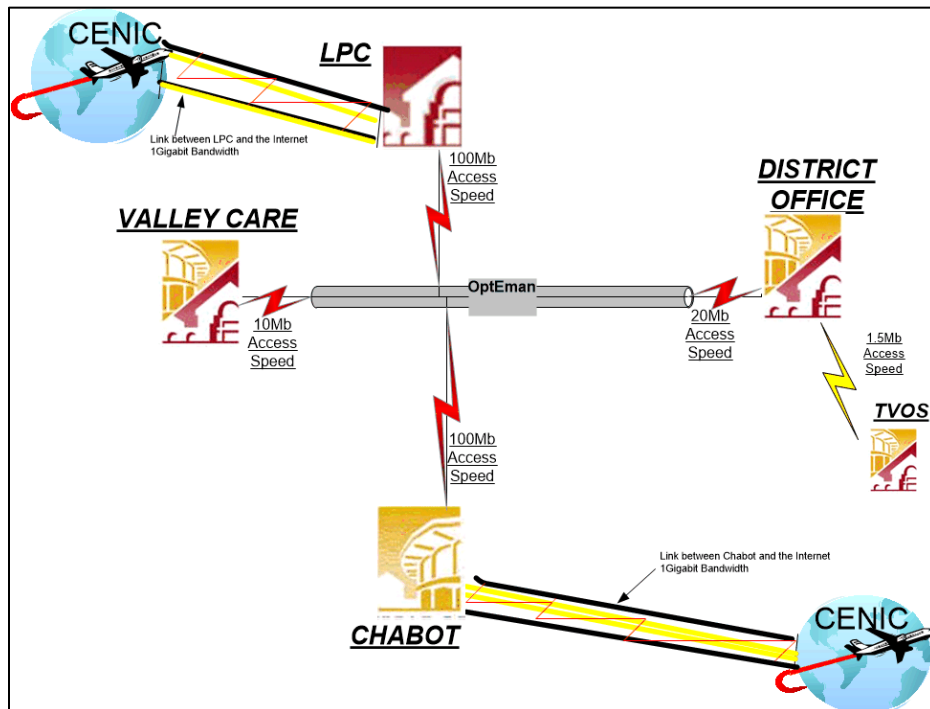 CENIC
LPC
Link between LPC and the Internet
1Gigabit Bandwidth
100Mb
Access
Speed
DISTRICT
OFFICE
VALLEY CARE
OptEman
10Mb
Access
Speed
20Mb
Access
Speed
1.5Mb
Access
Speed
TVOS
100Mb
Access
Speed
Link between Chabot and the Internet
1Gigabit Bandwidth
CHABOT
CENIC